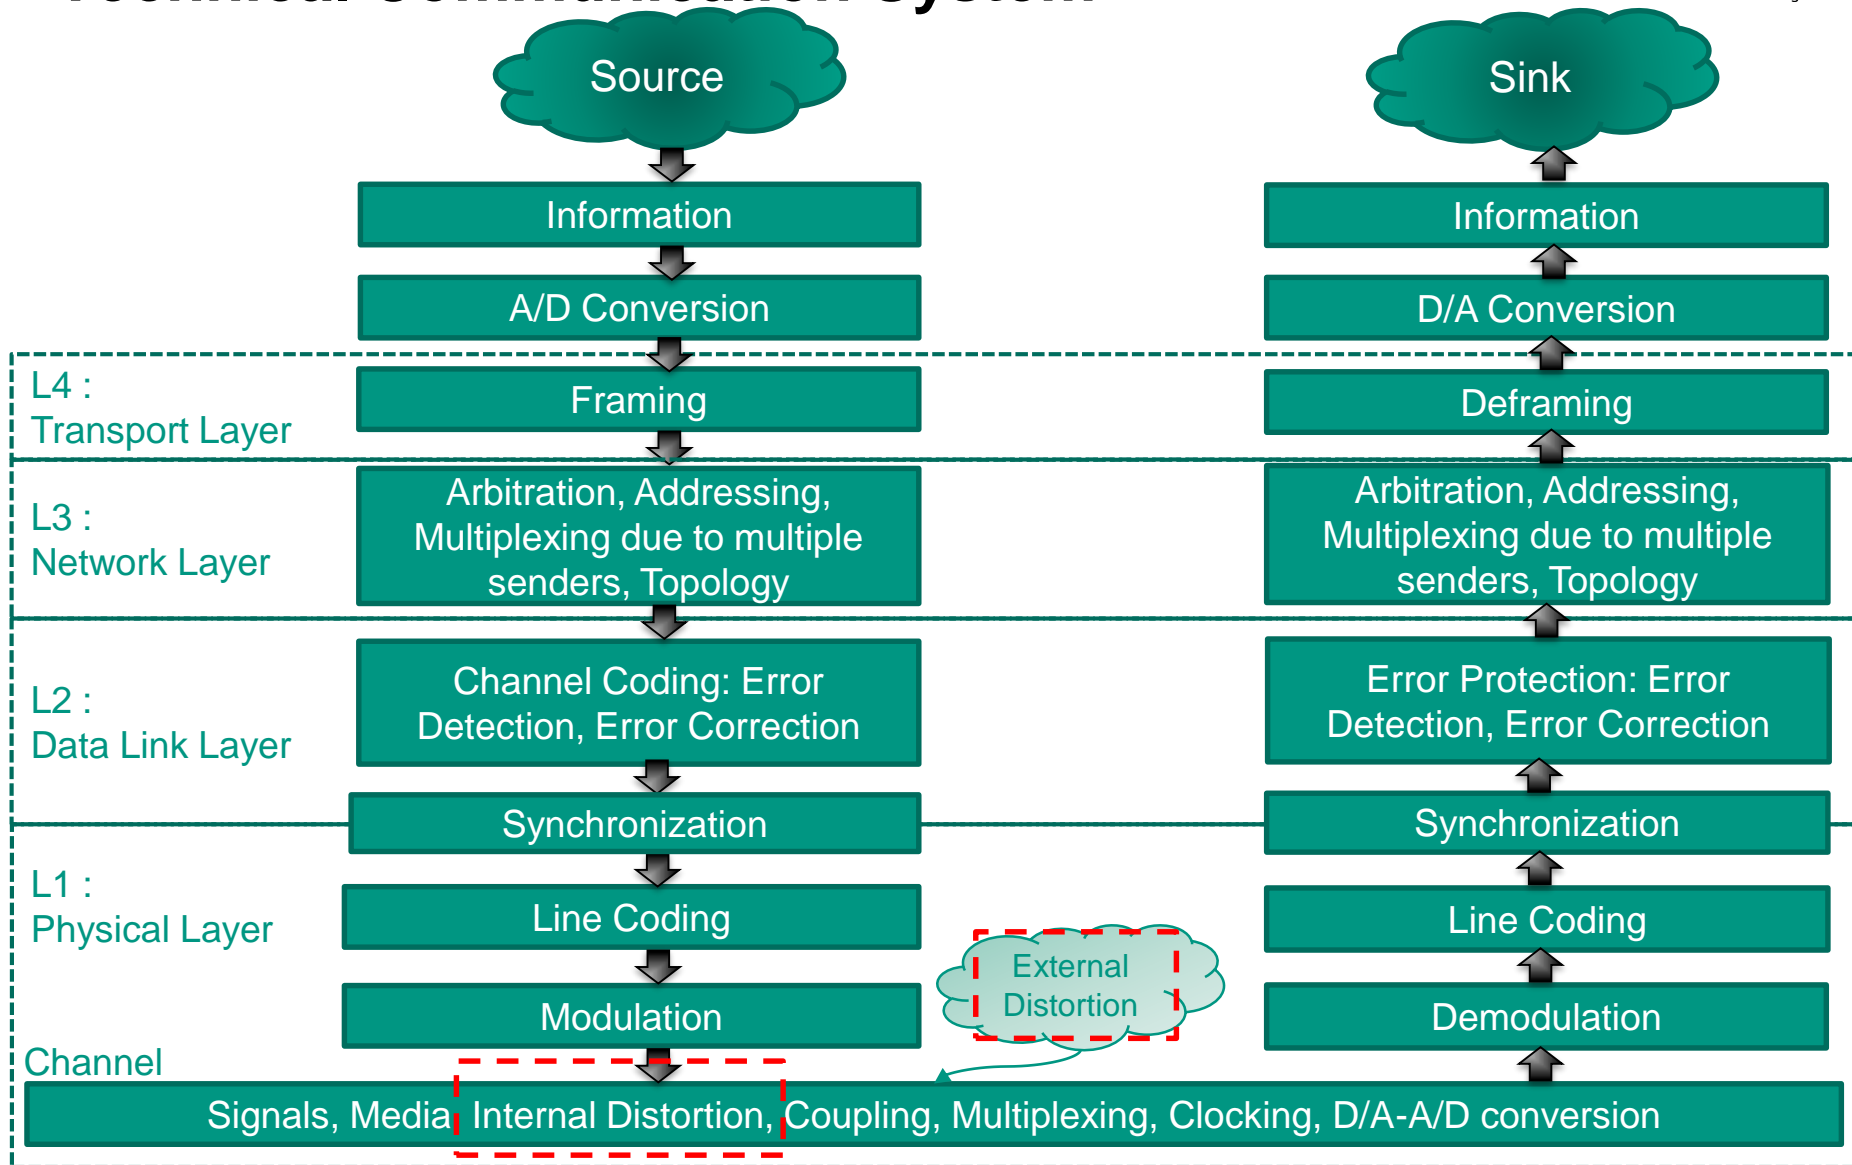 Technical Communication System
Source
Sink
Information
Information
A/D Conversion
D/A Conversion
L4 :
Transport Layer
Framing
Deframing
L3 :
Network Layer
Arbitration, Addressing,
Multiplexing due to multiple
senders, Topology
Arbitration, Addressing,
Multiplexing due to multiple
senders, Topology
L2 :
Data Link Layer
Channel Coding: Error
Detection, Error Correction
Error Protection: Error
Detection, Error Correction
Synchronization
Synchronization
L1 :
Physical Layer
Line Coding
Line Coding
External
Distortion
Modulation
Demodulation
Channel
Signals, Media Internal Distortion, Coupling, Multiplexing, Clocking, D/A-A/D conversion